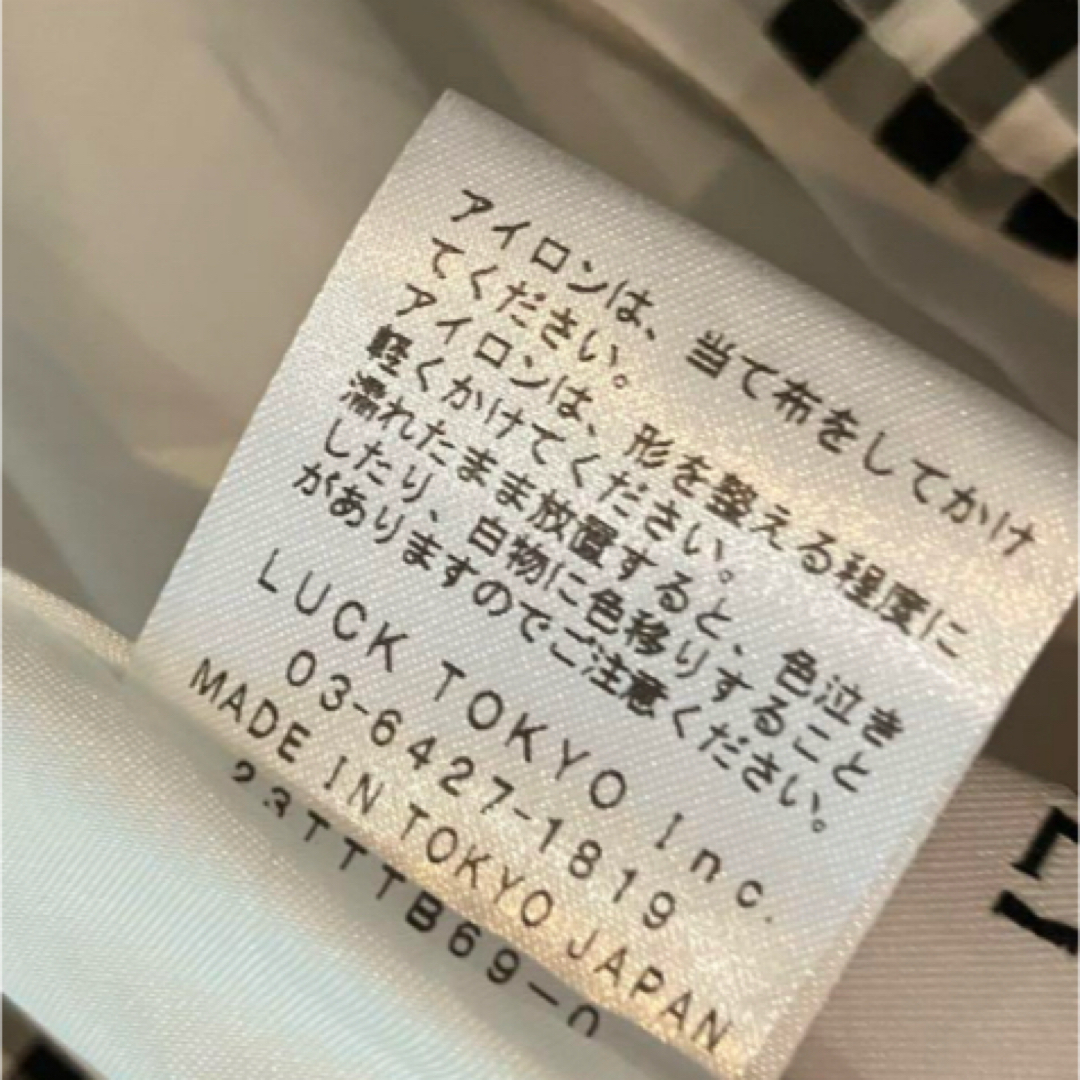 アイロンは、当て布をしてかけ
てください。
アイロンは、形を整える程度に
軽くかけてください。
濡れたまま放置すると、色泣き
したり、白物に色移りすること
がありますのでご注意ください。
LUCK TOKYO Inc.
03-6427-1819
MADE IN TOKYO JAPAN
23TTTB69-0